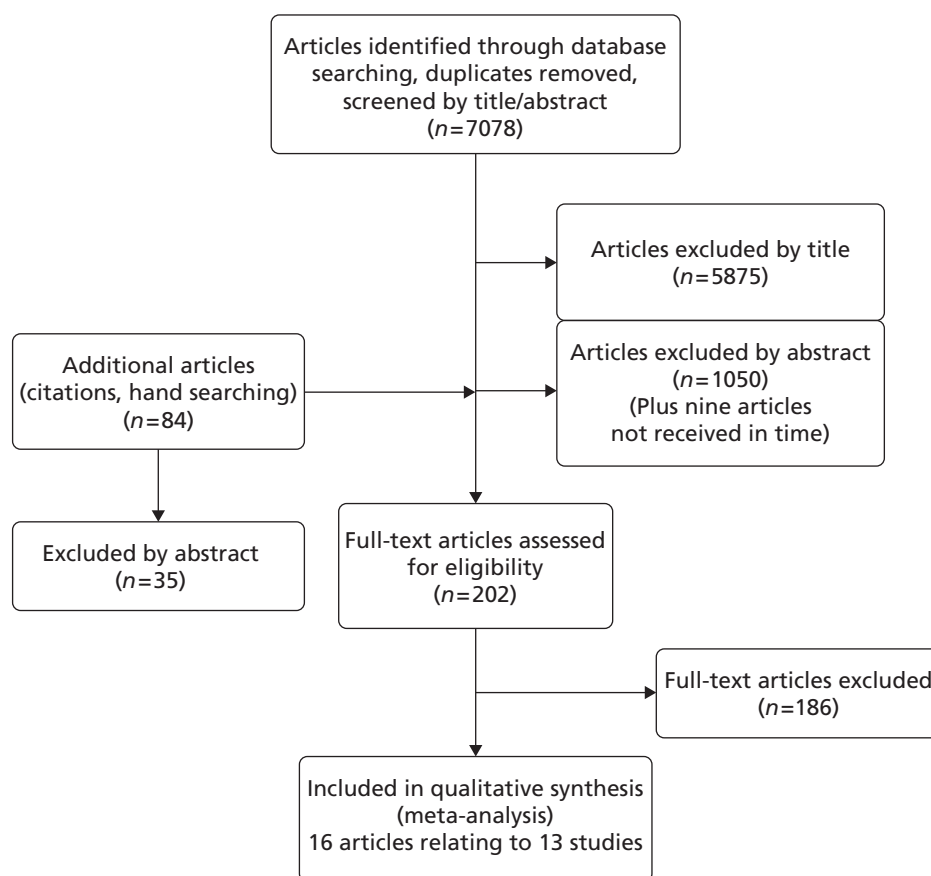 Articles identified through database
searching, duplicates removed,
screened by title/abstract
(n=7078)
Articles excluded by title
(n=5875)
Additional articles
(citations, hand searching)
(n=84)
Articles excluded by abstract
(n=1050)
(Plus nine articles
not received in time)
Excluded by abstract
(n=35)
Full-text articles assessed
for eligibility
(n=202)
Full-text articles excluded
(n=186)
Included in qualitative synthesis
(meta-analysis)
16 articles relating to 13 studies